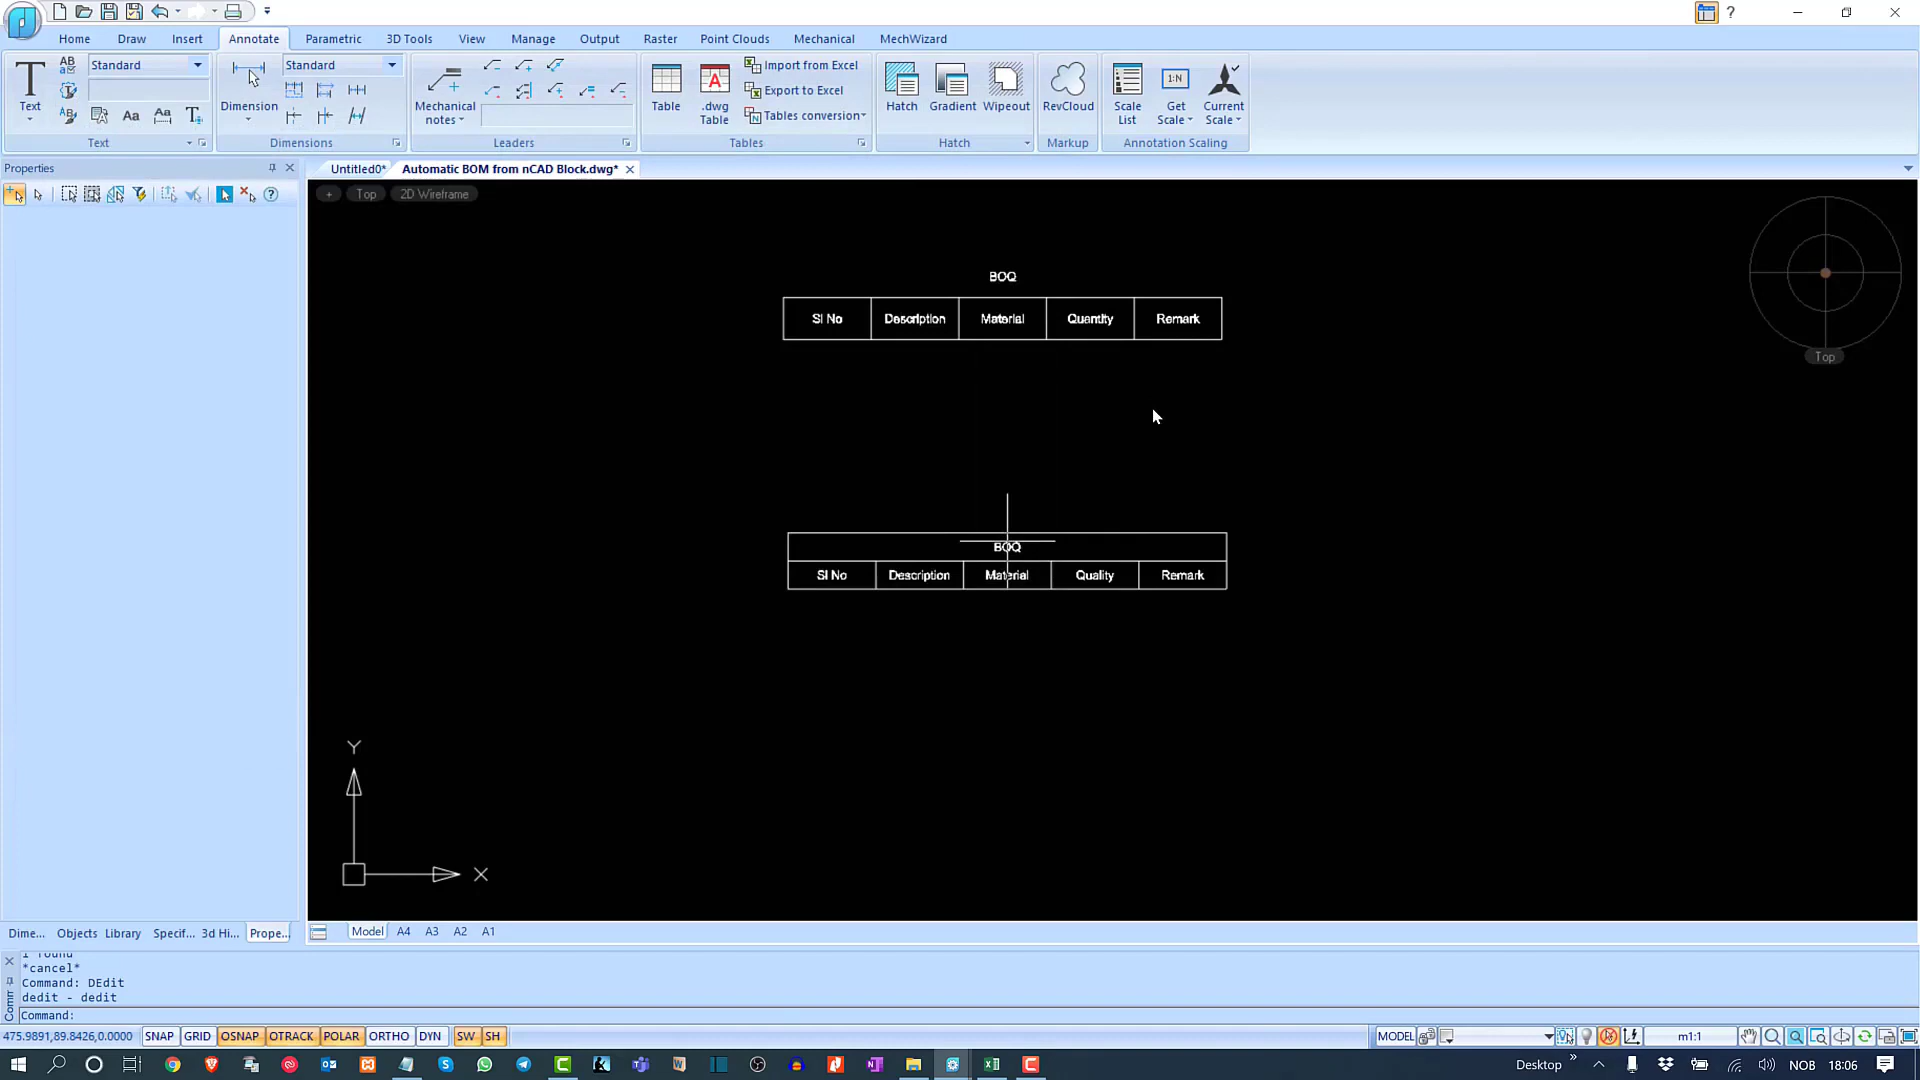 Home Draw Insert Annotate Parametric 3D Tools View Manage Output Raster Point Clouds Mechanical MechWizard
Text
Standard
Standard
Dimension
Mechanical notes
Table
.dwg Table
Import from Excel
Export to Excel
Tables conversion
Hatch
Gradient
Wipeout
RevCloud
Scale List
Get Scale
Current Scale
Text Dimensions Leaders Tables Hatch Markup Annotation Scaling
Properties
Untitled0* Automatic BOM from nCAD Block.dwg*
+ Top 2D Wireframe
Top
BOQ
Sl No Description Material Quantity Remark
BOQ
Sl No Description Material Quality Remark
Y
X
Dime... Objects Library Specif... 3d Hi... Prope...
Model A4 A3 A2 A1
1 found
*cancel*
Command: DEdit
dedit - dedit
Command:
Comm
475.9891,89.8426,0.0000 SNAP GRID OSNAP OTRACK POLAR ORTHO DYN SW SH
MODEL m1:1
Desktop NOB 18:06